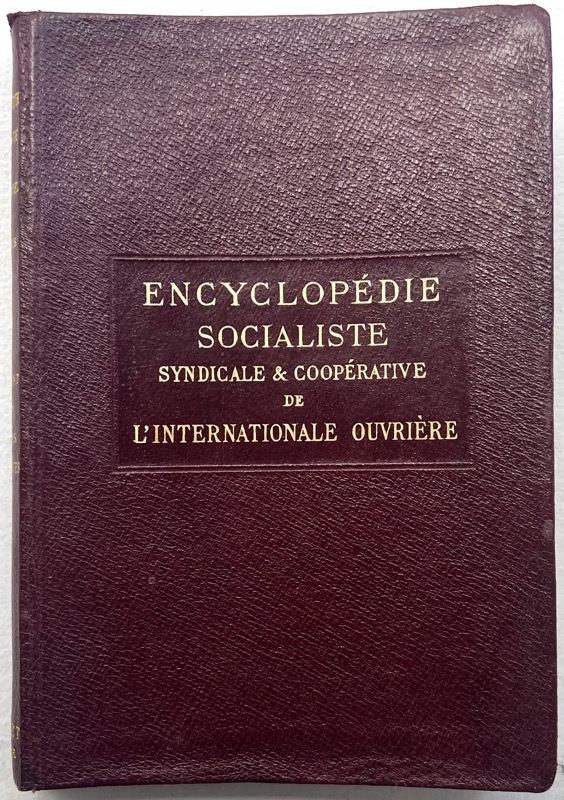 ENCYCLOPÉDIE
SOCIALISTE
SYNDICALE & COOPÉRATIVE
DE
L'INTERNATIONALE OUVRIÈRE